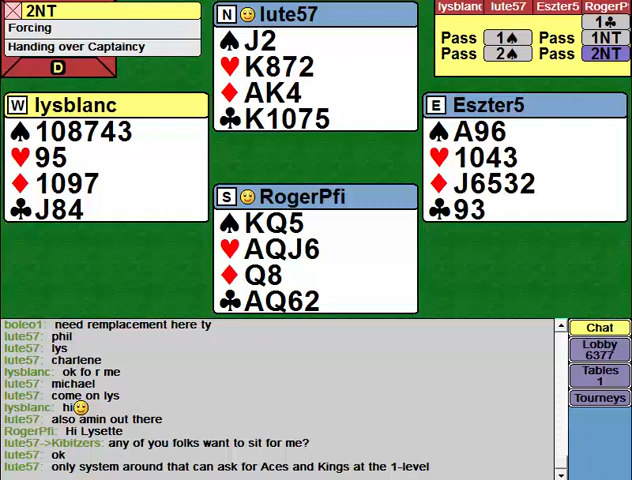 2NT
Forcing
Handing over Captaincy
D
N lute57
♠ J2
♥ K872
♦ AK4
♣ K1075
lysblanc lute57 Eszter5 RogerP
1♣
Pass 1♠ Pass 1NT
Pass 2♠ Pass 2NT
W lysblanc
♠ 108743
♥ 95
♦ 1097
♣ J84
E Eszter5
♠ A96
♥ 1043
♦ J6532
♣ 93
S RogerPfi
♠ KQ5
♥ AQJ6
♦ Q8
♣ AQ62
boleo1: need remplacement here ty
lute57: phil
lute57: lys
lute57: charlene
lysblanc: ok fo r me
lute57: michael
lute57: come on lys
lysblanc: hi
lute57: also amin out there
RogerPfi: Hi Lysette
lute57->Kibitzers: any of you folks want to sit for me?
lute57: ok
lute57: only system around that can ask for Aces and Kings at the 1-level
Chat
Lobby
6377
Tables
1
Tourneys